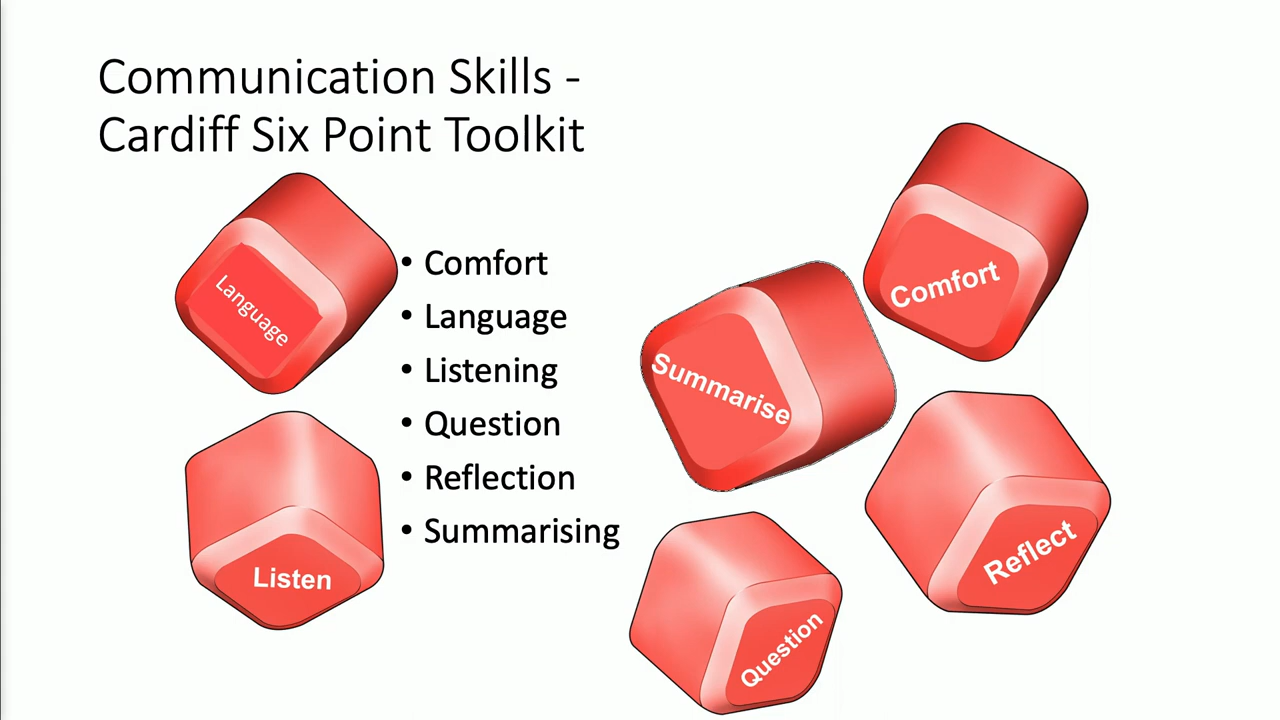 Communication Skills -
Cardiff Six Point Toolkit
• Comfort
• Language
• Listening
• Question
• Reflection
• Summarising
Language
Listen
Summarise
Comfort
Reflect
Question